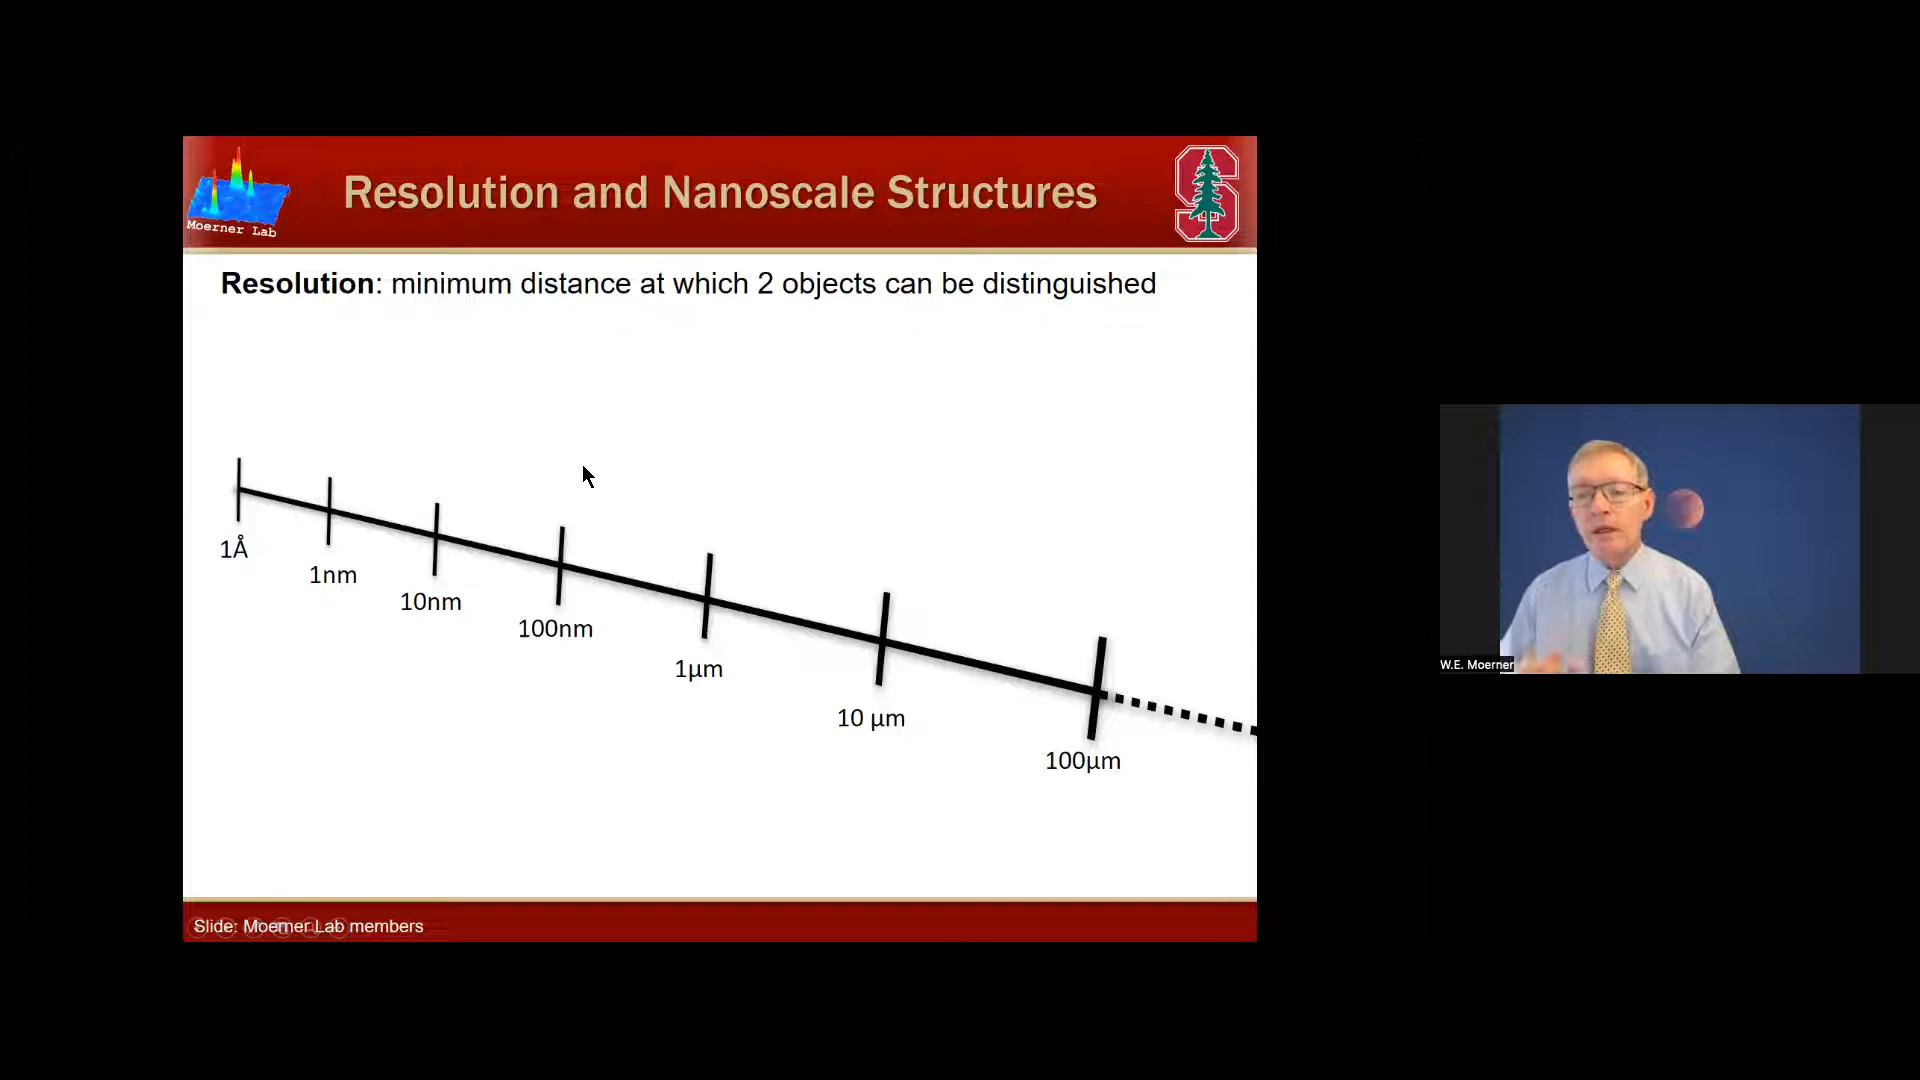 Moerner Lab
Resolution and Nanoscale Structures
Resolution: minimum distance at which 2 objects can be distinguished
1Å
1nm
10nm
100nm
1µm
10 µm
100µm
W.E. Moerner
Slide: Moerner Lab members